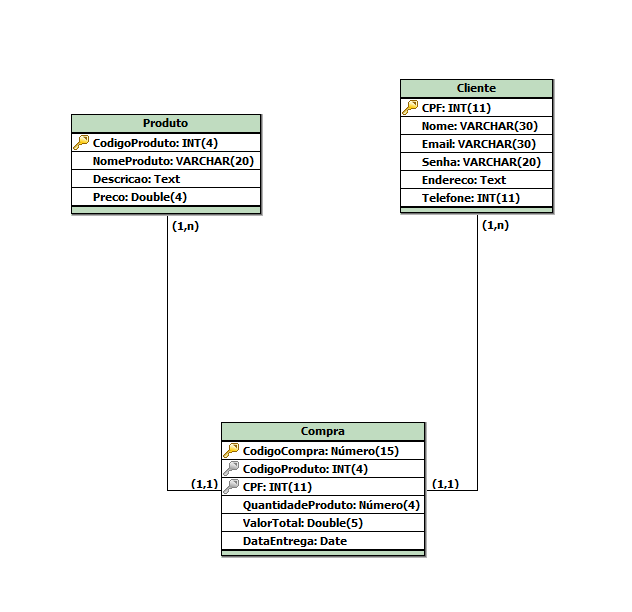 Cliente
CPF: INT(11)
Nome: VARCHAR(30)
Email: VARCHAR(30)
Senha: VARCHAR(20)
Endereco: Text
Telefone: INT(11)
(1,n)
Produto
CodigoProduto: INT(4)
NomeProduto: VARCHAR(20)
Descricao: Text
Preco: Double(4)
(1,n)
Compra
CodigoCompra: Número(15)
CodigoProduto: INT(4)
CPF: INT(11)
QuantidadeProduto: Número(4)
ValorTotal: Double(5)
DataEntrega: Date
(1,1)
(1,1)